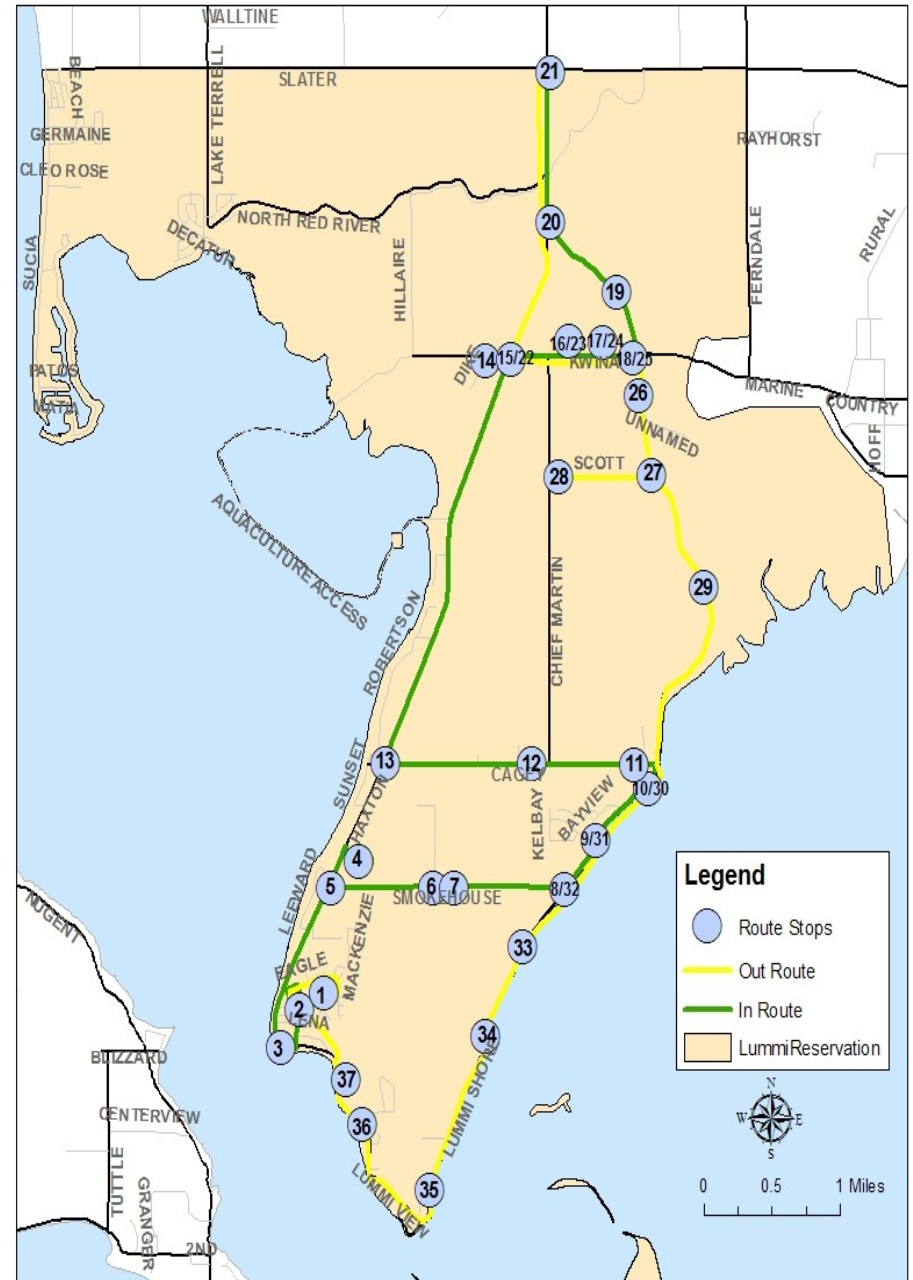 WALLTINE
BEACH
LAKE TERRELL
21
SLATER
GERMAINE
RAYHORST
CLEO ROSE
NORTH RED RIVER
20
DECATUR
HILLAIRE
SUCIA
FERNDALE
RURAL
19
16/23
17/24
14
15/22
KWINA
18/25
DIKE
PATOS
MATIA
MARINE
COUNTRY
26
UNNAMED
HOFF
SCOTT
28
27
AQUACULTURE ACCESS
29
ROBERTSON
CHIEF MARTIN
SUNSET
13
12
11
CAGEY
10/30
HAXTON
KELBAY
BAYVIEW
9/31
4
LEEWARD
5
6
7
8/32
SMOKEHOUSE
MACKENZIE
NUGENT
33
EAGLE
1
2
LENA
3
34
LUMMI SHORE
37
BLIZZARD
36
CENTERVIEW
TUTTLE
GRANGER
35
LUMMI VIEW
2ND
Legend
Route Stops
Out Route
In Route
LummiReservation
N
W
E
S
0 0.5 1 Miles